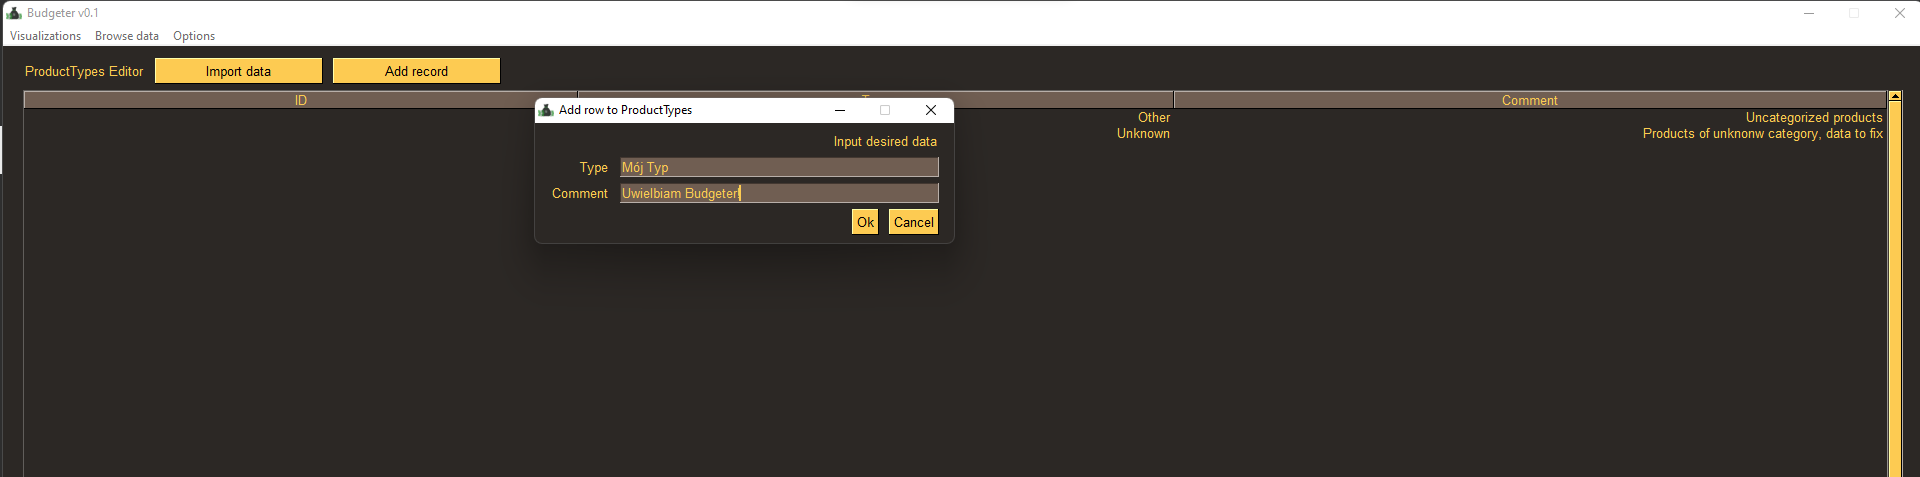 Budgeter v0.1
Visualizations Browse data Options
ProductTypes Editor Import data Add record
ID Comment
Other Uncategorized products
Unknown Products of unknonw category, data to fix
Add row to ProductTypes
Input desired data
Type Mój Typ
Comment Uwielbiam Budgeter!
Ok Cancel